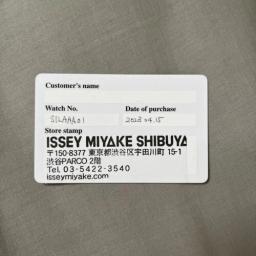 Customer's name
Watch No. Date of purchase
SILAAA01 2023.04.15
Store stamp
ISSEY MIYAKE SHIBUYA
〒150-8377 東京都渋谷区宇田川町 15-1
渋谷PARCO 2階
Tel. 03-5422-3540
isseymiyake.com